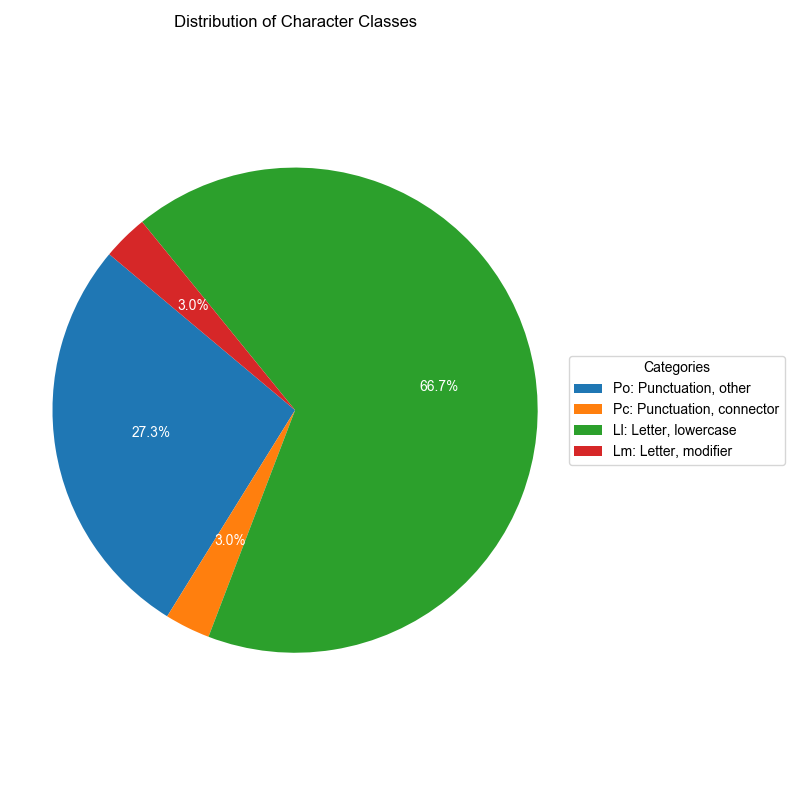 Distribution of Character Classes
3.0%
66.7%
27.3%
3.0%
Categories
Po: Punctuation, other
Pc: Punctuation, connector
Ll: Letter, lowercase
Lm: Letter, modifier